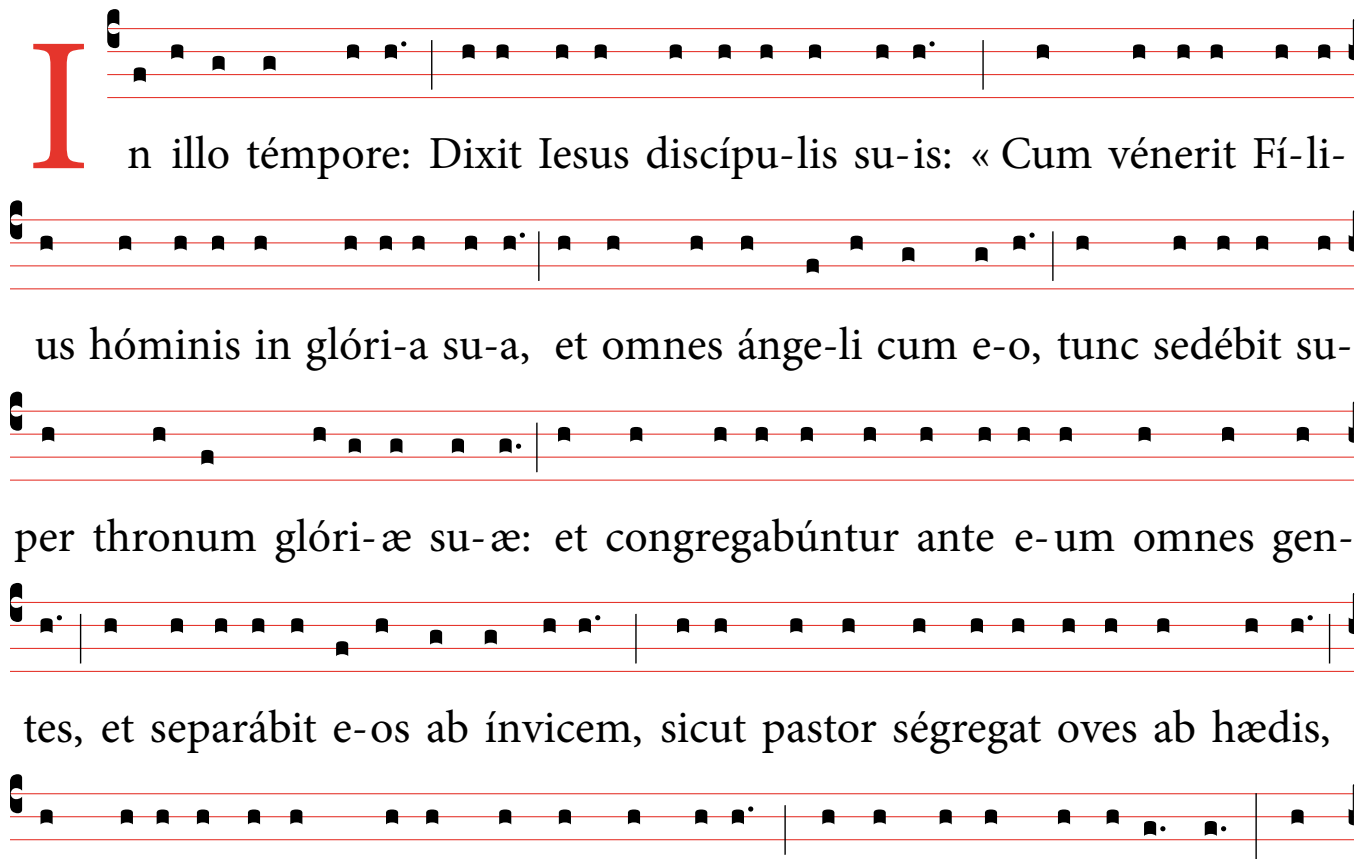 In illo témpore: Dixit Iesus discípu-lis su-is: « Cum vénerit Fí-li-
us hóminis in glóri-a su-a, et omnes ánge-li cum e-o, tunc sedébit su-
per thronum glóri-æ su-æ: et congregabúntur ante e-um omnes gen-
tes, et separábit e-os ab ínvicem, sicut pastor ségregat oves ab hædis,